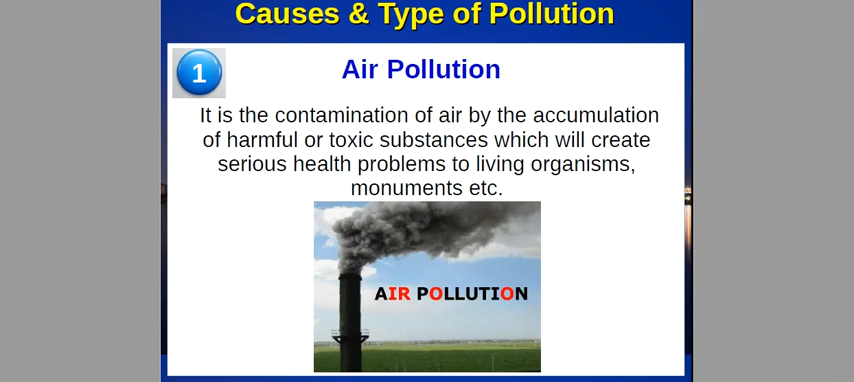 Causes & Type of Pollution
1
Air Pollution
It is the contamination of air by the accumulation
of harmful or toxic substances which will create
serious health problems to living organisms,
monuments etc.
AIR POLLUTION